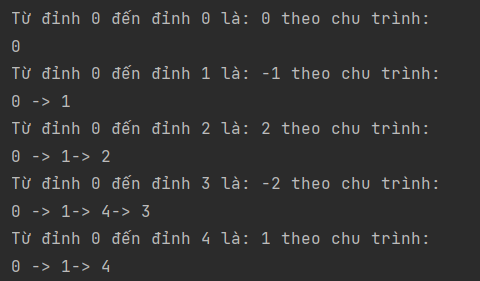 Từ đỉnh 0 đến đỉnh 0 là: 0 theo chu trình:
0
Từ đỉnh 0 đến đỉnh 1 là: -1 theo chu trình:
0 -> 1
Từ đỉnh 0 đến đỉnh 2 là: 2 theo chu trình:
0 -> 1-> 2
Từ đỉnh 0 đến đỉnh 3 là: -2 theo chu trình:
0 -> 1-> 4-> 3
Từ đỉnh 0 đến đỉnh 4 là: 1 theo chu trình:
0 -> 1-> 4